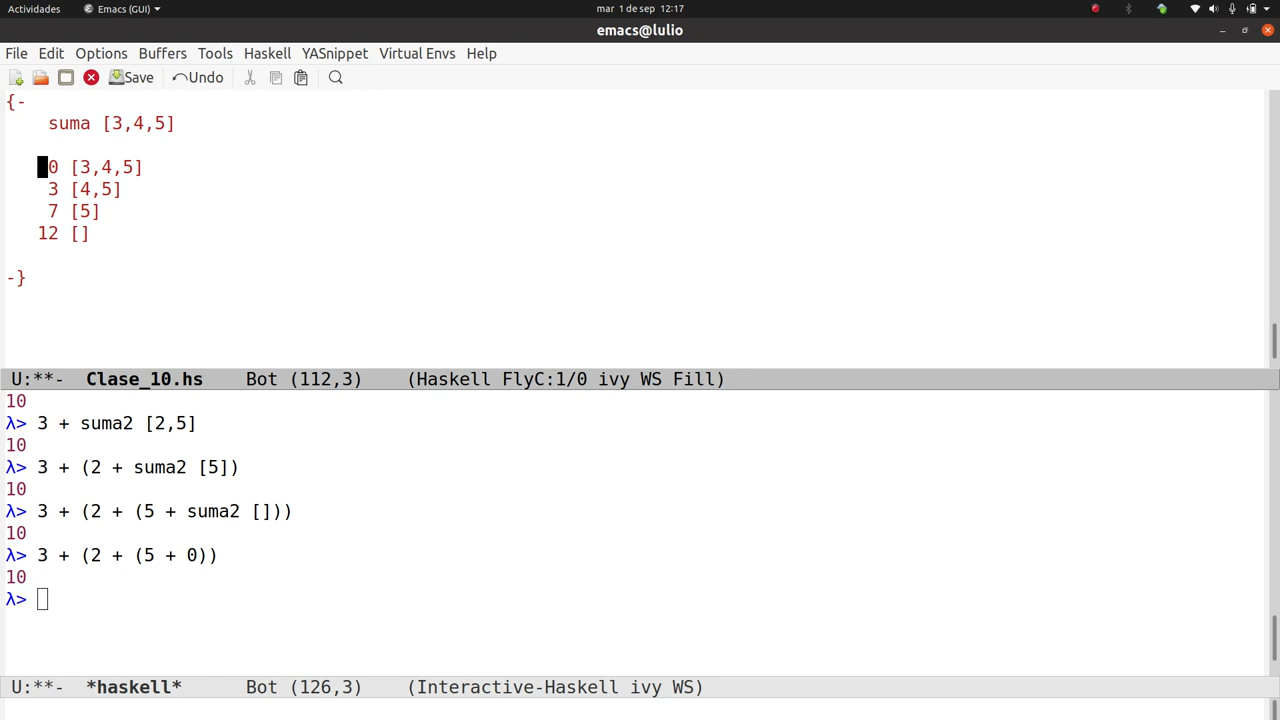 Actividades Emacs (GUI) mar 1 de sep 12:17
emacs@lulio
File Edit Options Buffers Tools Haskell YASnippet Virtual Envs Help
Save Undo
{-
suma [3,4,5]
0 [3,4,5]
3 [4,5]
7 [5]
12 []
-}
U:**- Clase_10.hs Bot (112,3) (Haskell FlyC:1/0 ivy WS Fill)
10
λ> 3 + suma2 [2,5]
10
λ> 3 + (2 + suma2 [5])
10
λ> 3 + (2 + (5 + suma2 []))
10
λ> 3 + (2 + (5 + 0))
10
λ>
U:**- *haskell* Bot (126,3) (Interactive-Haskell ivy WS)